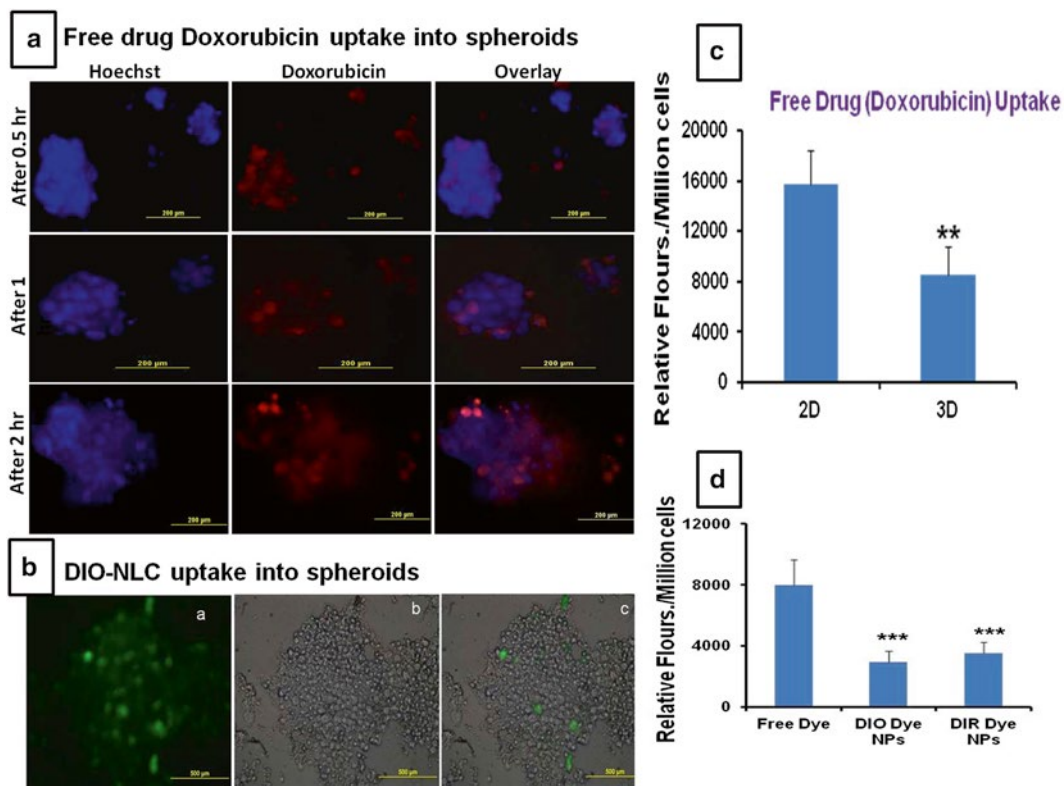 a
Free drug Doxorubicin uptake into spheroids
Hoechst
Doxorubicin
Overlay
After 0.5 hr
200 µm
200 µm
200 µm
After 1
200 µm
200 µm
200 µm
After 2 hr
200 µm
200 µm
200 µm
b
DIO-NLC uptake into spheroids
a
b
c
500 µm
500 µm
500 µm
c
Free Drug (Doxorubicin) Uptake
Relative Flours./Million cells
20000
16000
12000
8000
4000
0
**
2D
3D
d
Relative Flours./Million cells
12000
8000
4000
0
***
***
Free Dye
DIO Dye
NPs
DIR Dye
NPs